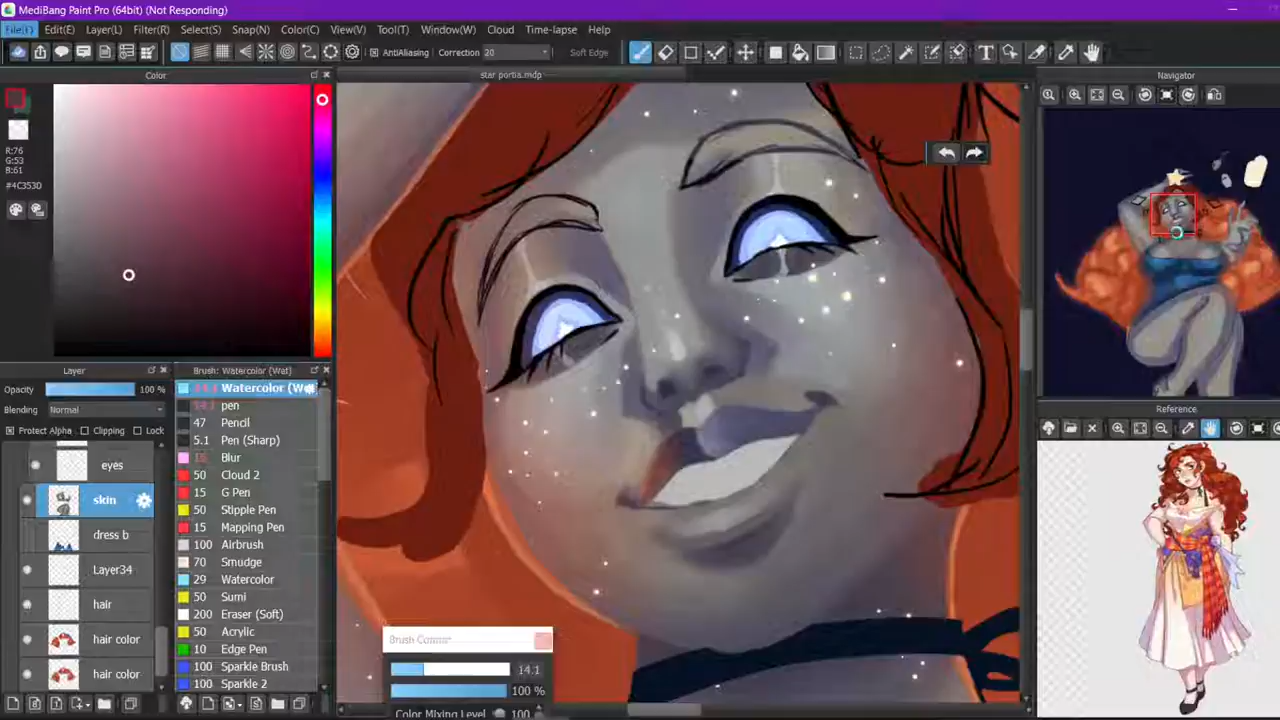 MediBang Paint Pro (64bit) (Not Responding)
File(F) Edit(E) Layer(L) Filter(R) Select(S) Snap(N) Color(C) View(V) Tool(T) Window(W) Cloud Time-lapse Help
AntiAliasing Correction 20 Soft Edge
Color
star portia.mdp
Navigator
R:76
G:53
B:61
#4C353D
Layer
Opacity 100 %
Blending Normal
Protect Alpha Clipping Lock
eyes
skin
dress b
Layer34
hair
hair color
hair color
Brush: Watercolor (Wet)
Watercolor (Wet)
14.1 pen
47 Pencil
5.1 Pen (Sharp)
Blur
50 Cloud 2
15 G Pen
50 Stipple Pen
15 Mapping Pen
100 Airbrush
70 Smudge
29 Watercolor
50 Sumi
200 Eraser (Soft)
50 Acrylic
10 Edge Pen
100 Sparkle Brush
100 Sparkle 2
Brush Control
14.1
100 %
Color Mixing Level 100
Reference